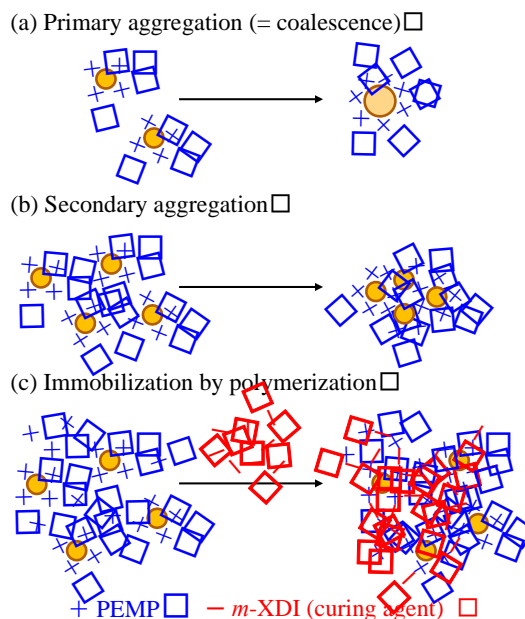 (a) Primary aggregation (= coalescence)□
(b) Secondary aggregation□
(c) Immobilization by polymerization□
+ PEMP □ − m-XDI (curing agent) □